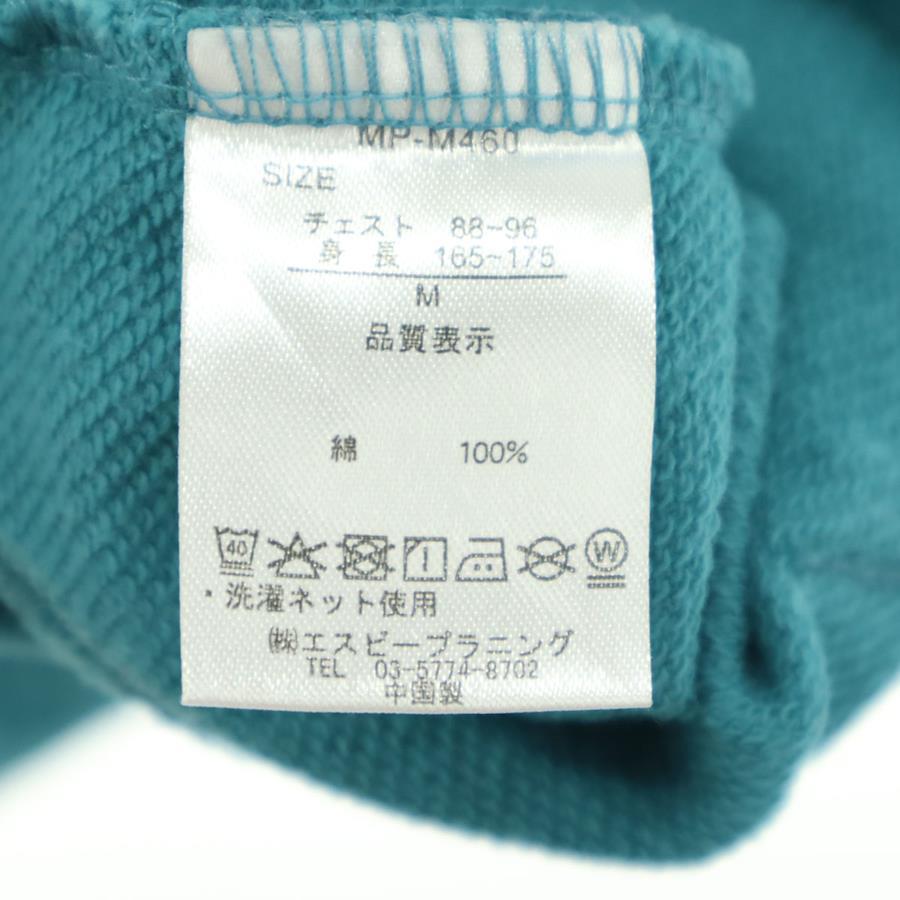 MP-M460
SIZE
チェスト 88~96
身長 165~175
M
品質表示
綿 100%
40 W
・洗濯ネット使用
㈱エスピープラニング
TEL 03-5774-8702
中国製